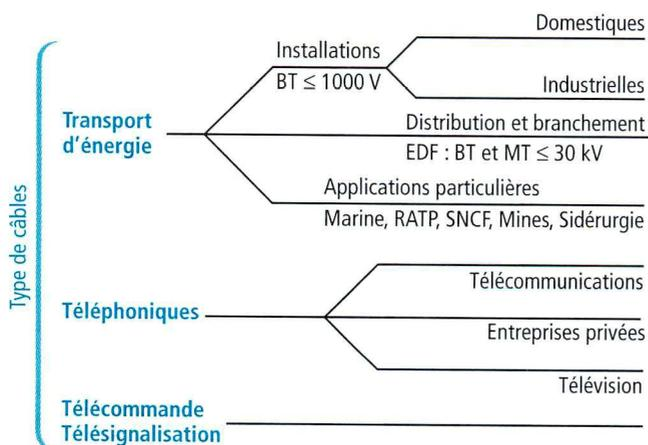 Type de câbles
Transport
d'énergie
Installations
BT ≤ 1000 V
Domestiques
Industrielles
Distribution et branchement
EDF : BT et MT ≤ 30 kV
Applications particulières
Marine, RATP, SNCF, Mines, Sidérurgie
Téléphoniques
Télécommunications
Entreprises privées
Télévision
Télécommande
Télésignalisation